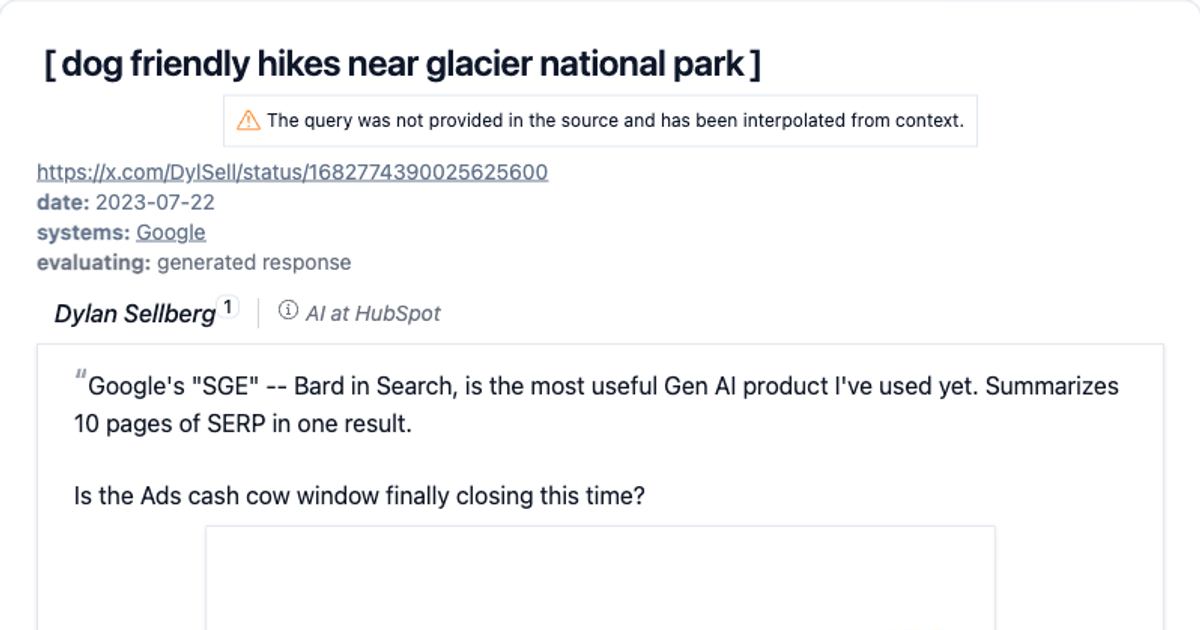 [ dog friendly hikes near glacier national park ]
The query was not provided in the source and has been interpolated from context.
https://x.com/DylSell/status/1682774390025625600
date: 2023-07-22
systems: Google
evaluating: generated response
Dylan Sellberg 1 AI at HubSpot
"Google's "SGE" -- Bard in Search, is the most useful Gen AI product I've used yet. Summarizes
10 pages of SERP in one result.
Is the Ads cash cow window finally closing this time?